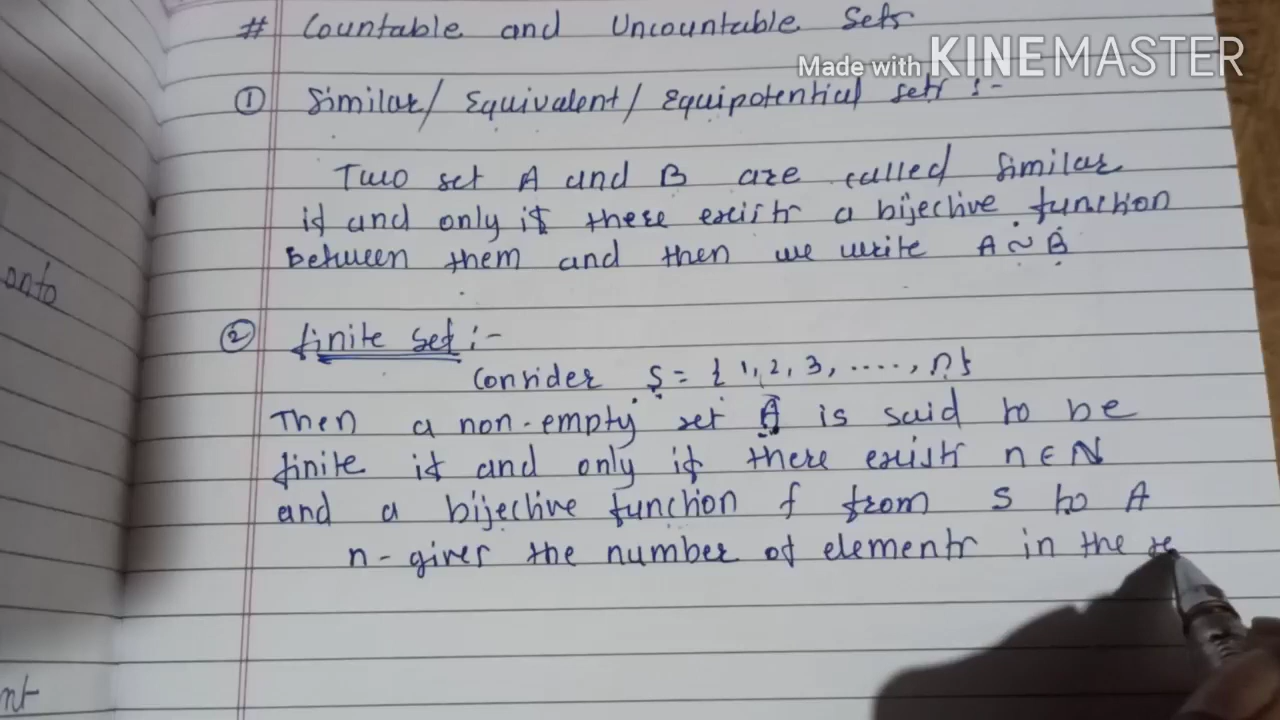 # Countable and Uncountable Sets
Made with KINEMASTER
① Similar/ Equivalent/ Equipotential sets :-
Two set A and B are called similar
if and only if there exists a bijective function
between them and then we write A ~ B
onto
② finite set :-
Consider S = { 1, 2, 3, ....., n}
Then a non-empty set A is said to be
finite if and only if there exists n ∈ N
and a bijective function f from S to A
n - gives the number of elements in the se
nt